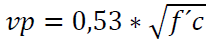 vp = 0,53 * √f´c